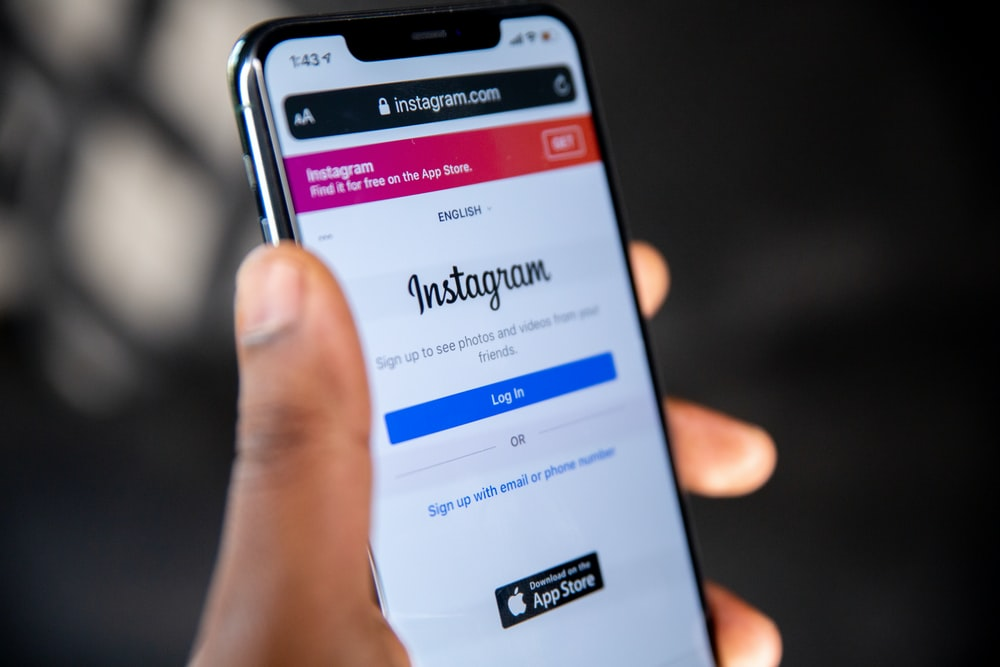 1:43
AA
instagram.com
Instagram
GET
Find it for free on the App Store.
ENGLISH
Instagram
Sign up to see photos and videos from your
friends.
Log In
OR
Sign up with email or phone number
Download on the
App Store